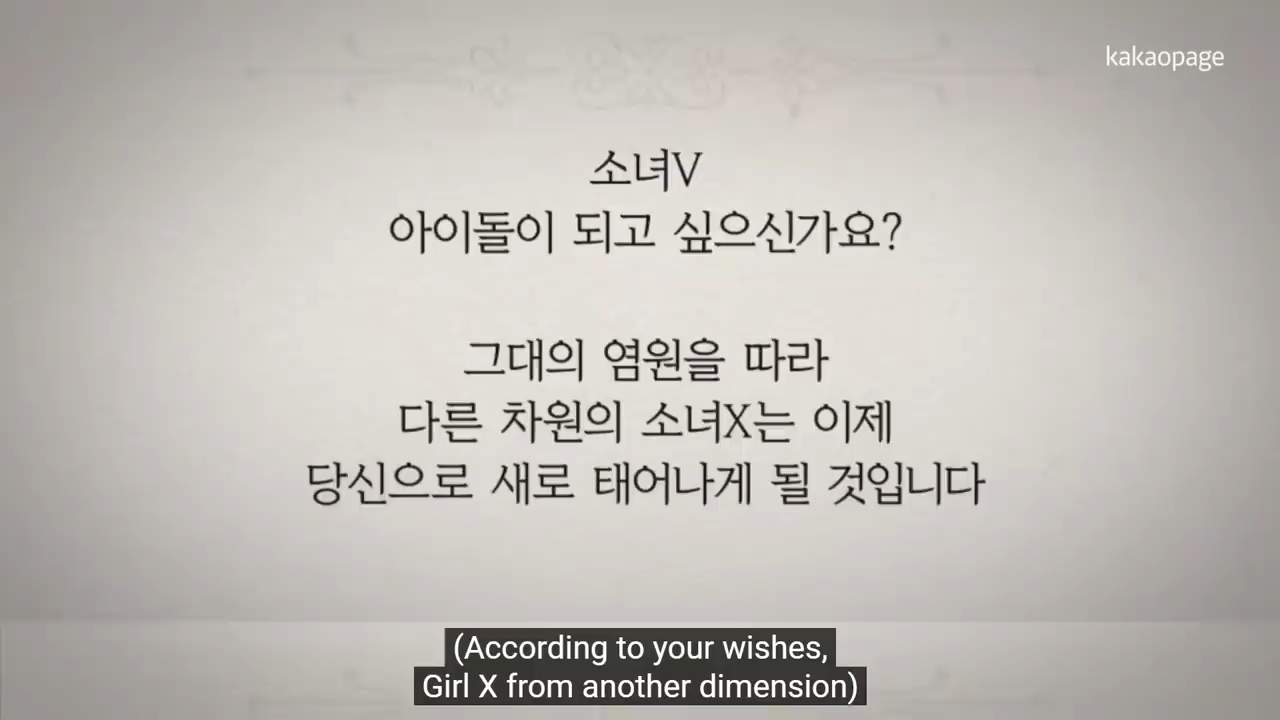 kakaopage
소녀V
아이돌이 되고 싶으신가요?
그대의 염원을 따라
다른 차원의 소녀X는 이제
당신으로 새로 태어나게 될 것입니다
(According to your wishes,
Girl X from another dimension)